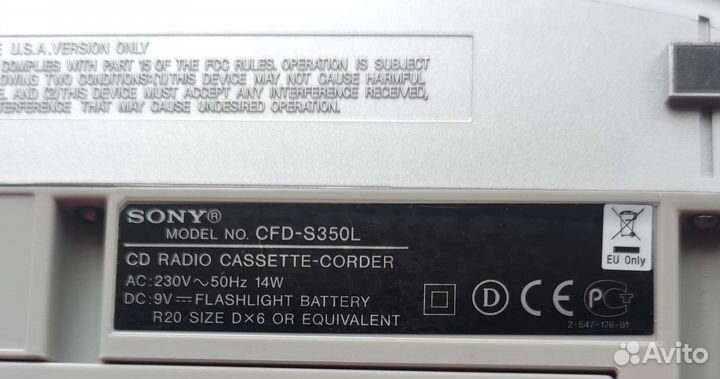 U.S.A. VERSION ONLY
COMPLIES WITH PART 15 OF THE FCC RULES. OPERATION IS SUBJECT
TWO CONDITIONS:(1)THIS DEVICE MAY NOT CAUSE HARMFUL
AND (2)THIS DEVICE MUST ACCEPT ANY INTERFERENCE RECEIVED,
THAT MAY CAUSE UNDESIRED OPERATION.
SONY®
MODEL NO. CFD-S350L
CD RADIO CASSETTE-CORDER
AC:230V~50Hz 14W
DC:9V⎓FLASHLIGHT BATTERY
R20 SIZE D×6 OR EQUIVALENT
EU Only
D CE PCT
2-547-176-01
Avito